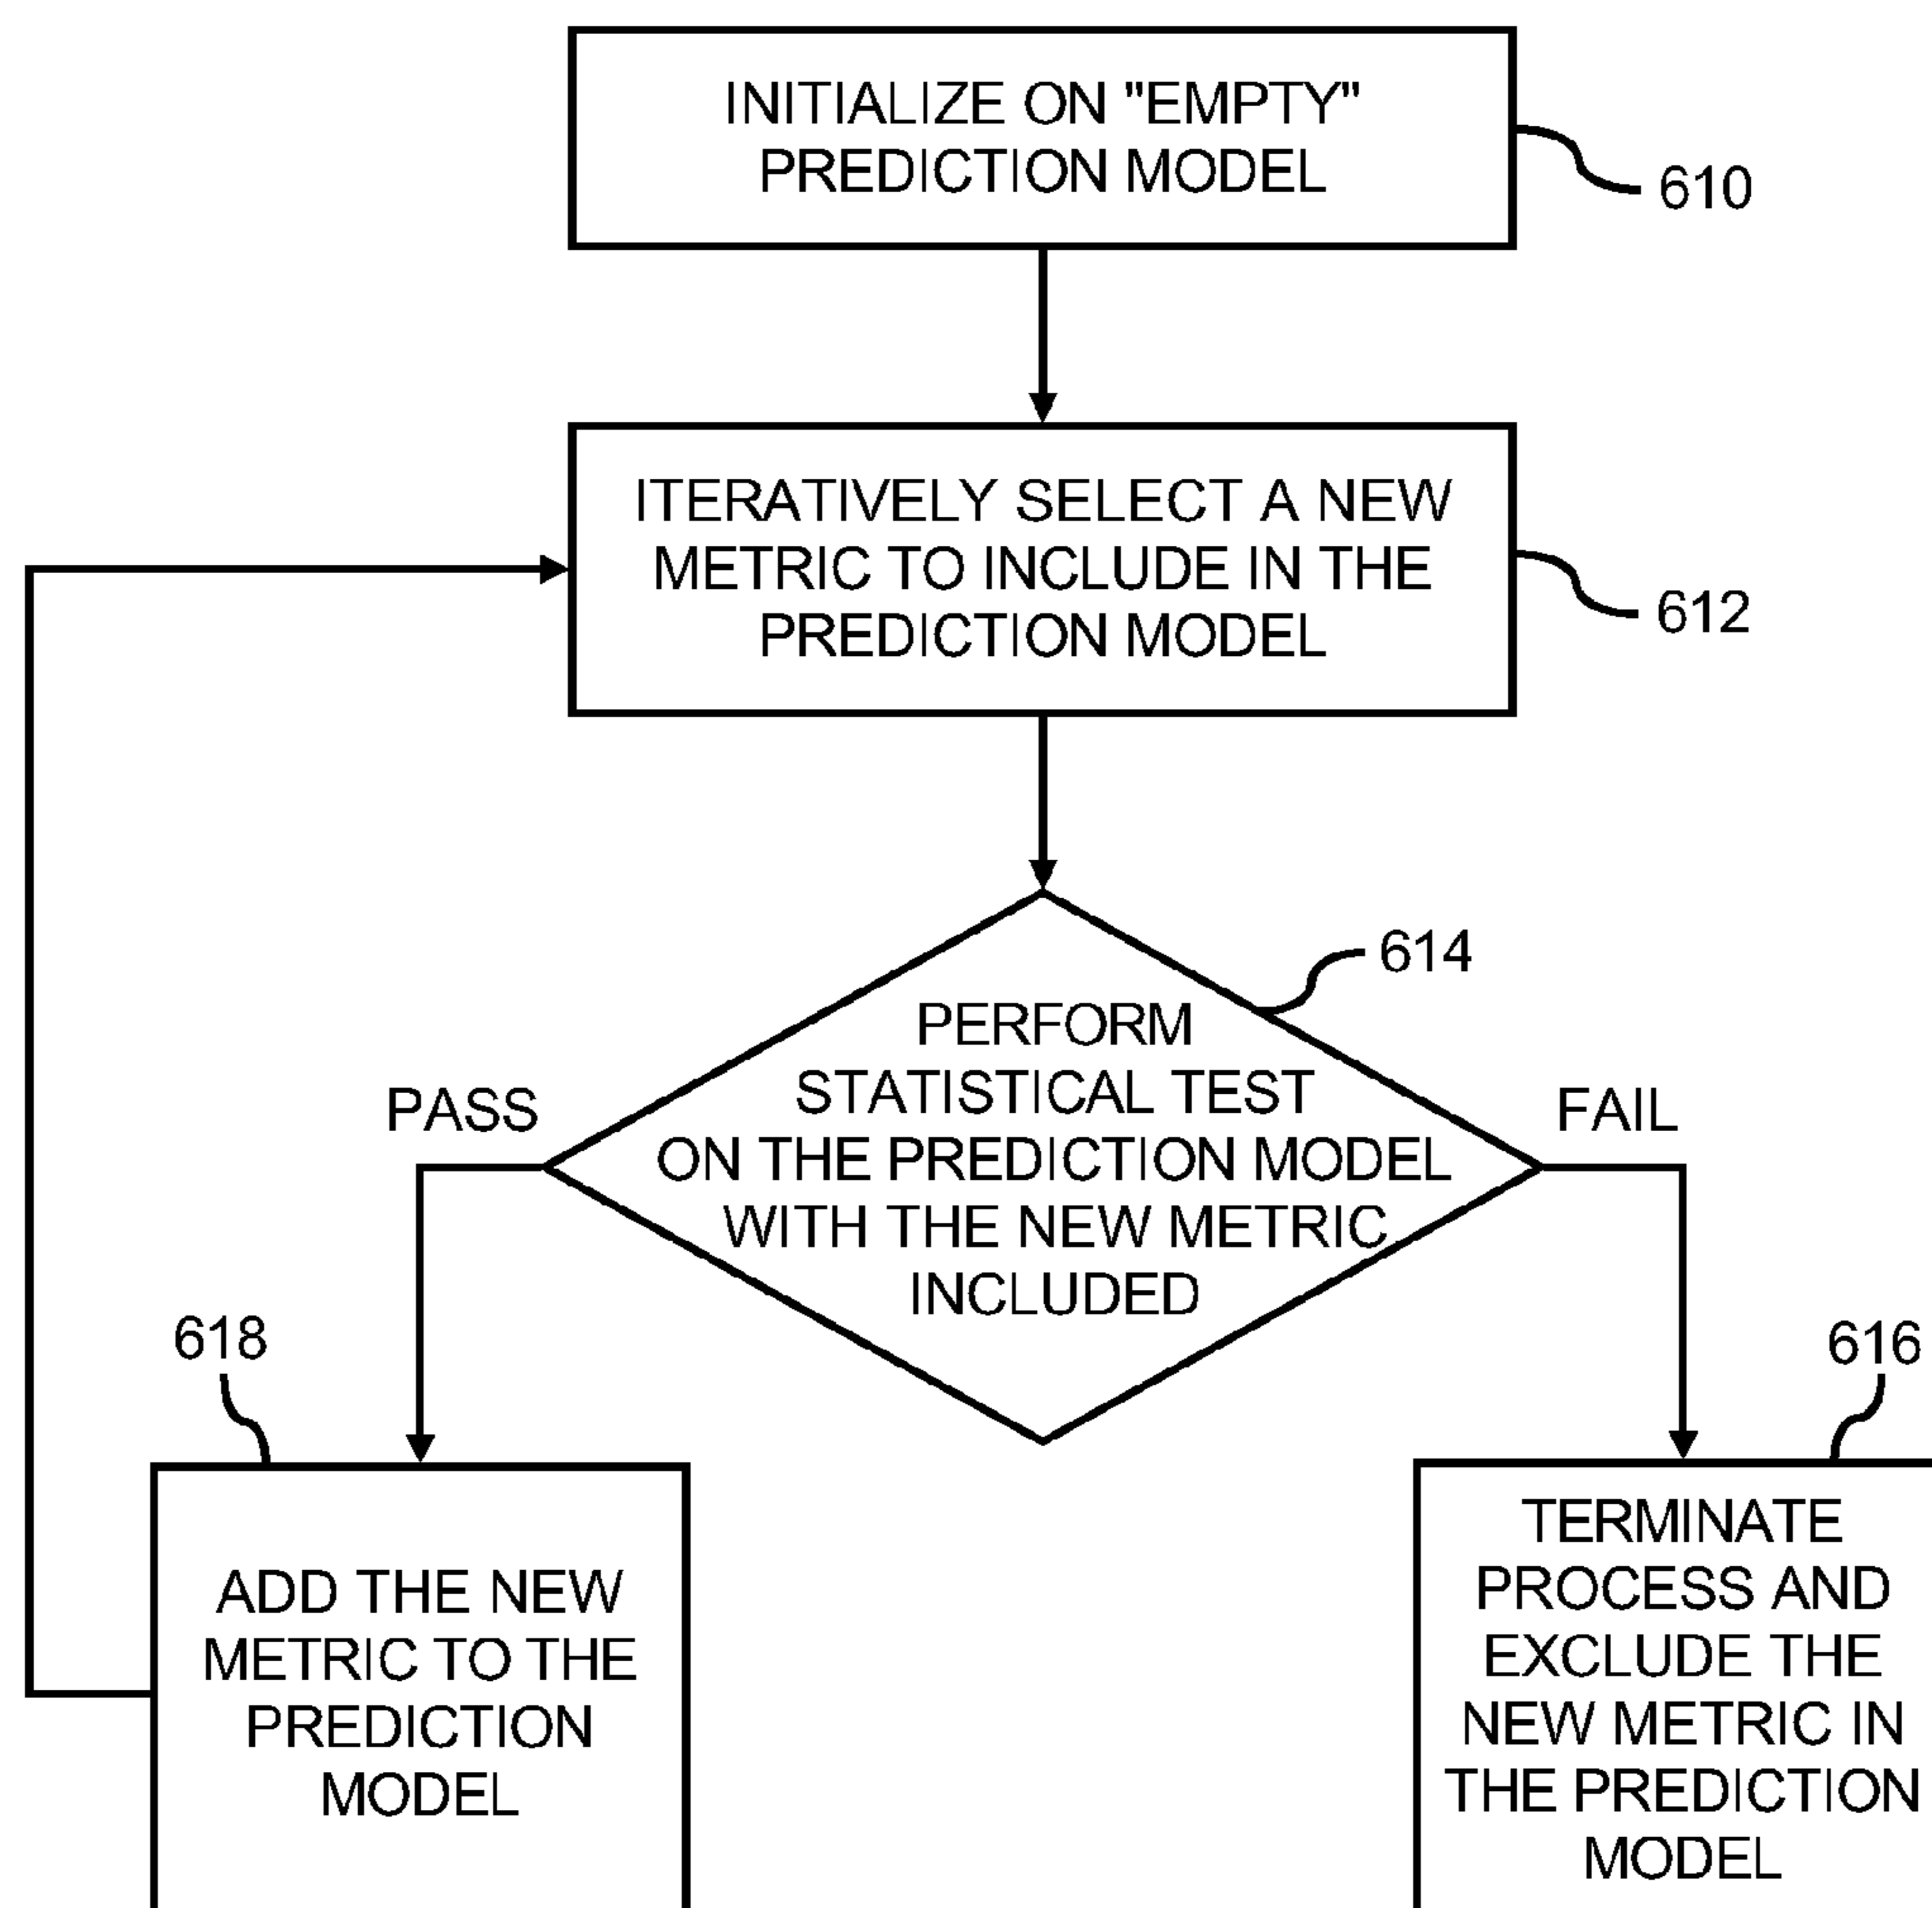 INITIALIZE ON "EMPTY"
PREDICTION MODEL
610
ITERATIVELY SELECT A NEW
METRIC TO INCLUDE IN THE
PREDICTION MODEL
612
614
PERFORM
STATISTICAL TEST
ON THE PREDICTION MODEL
WITH THE NEW METRIC
INCLUDED
PASS
FAIL
618
ADD THE NEW
METRIC TO THE
PREDICTION
MODEL
616
TERMINATE
PROCESS AND
EXCLUDE THE
NEW METRIC IN
THE PREDICTION
MODEL